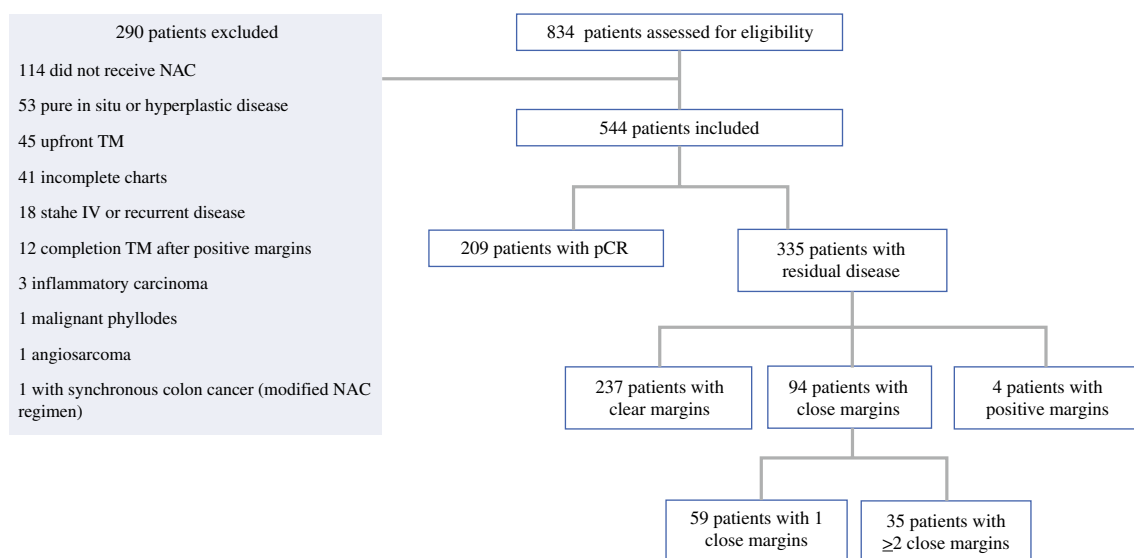 290 patients excluded
114 did not receive NAC
53 pure in situ or hyperplastic disease
45 upfront TM
41 incomplete charts
18 stahe IV or recurrent disease
12 completion TM after positive margins
3 inflammatory carcinoma
1 malignant phyllodes
1 angiosarcoma
1 with synchronous colon cancer (modified NAC
regimen)
834 patients assessed for eligibility
544 patients included
209 patients with pCR
335 patients with
residual disease
237 patients with
clear margins
94 patients with
close margins
4 patients with
positive margins
59 patients with 1
close margins
35 patients with
≥2 close margins